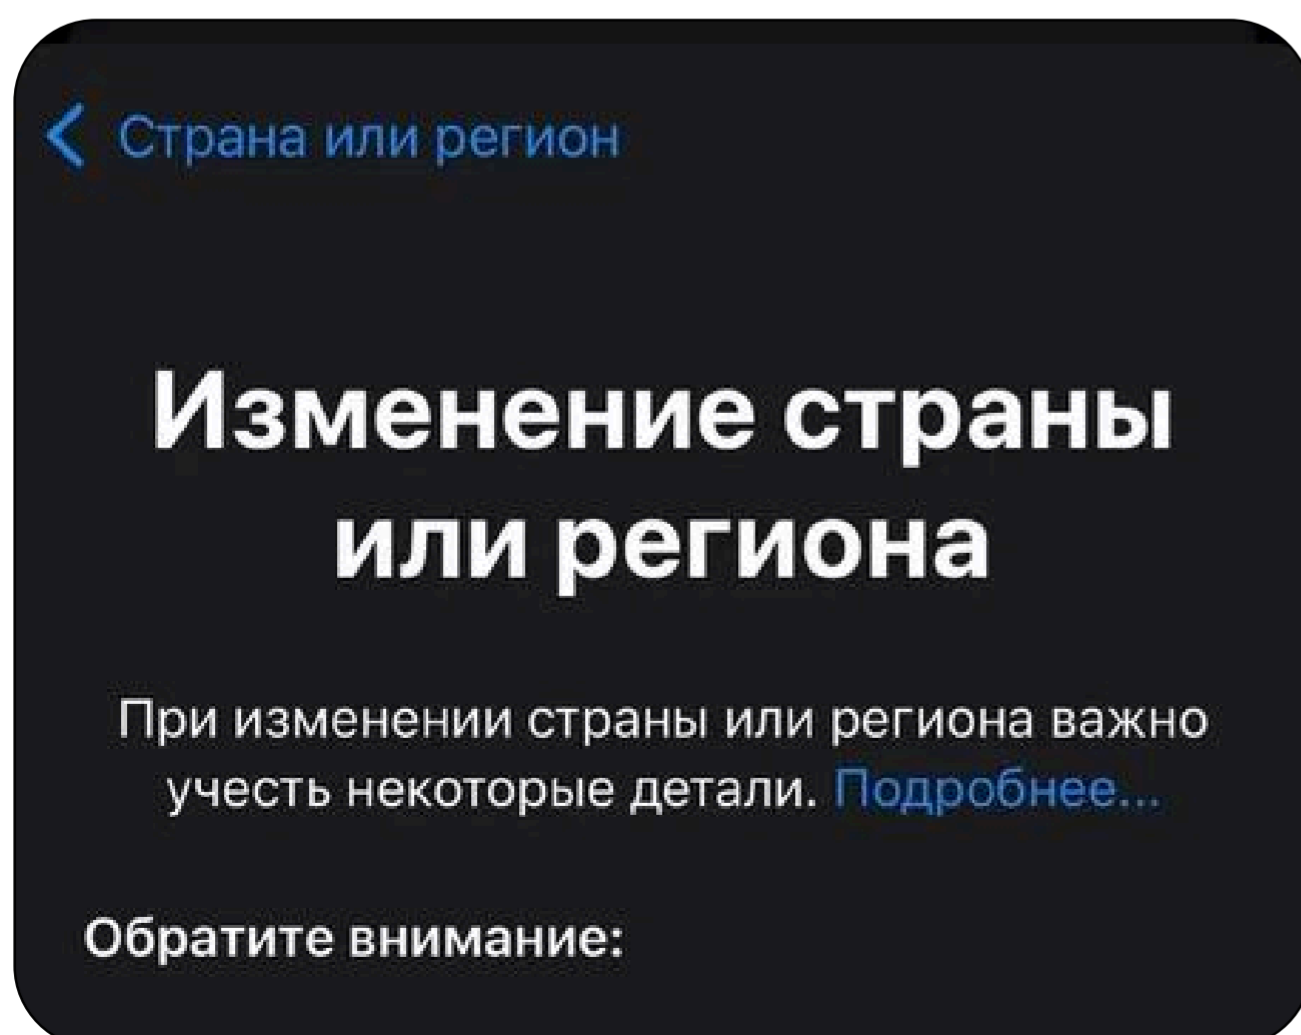 Страна или регион
Изменение страны
или региона
При изменении страны или региона важно
учесть некоторые детали. Подробнее...
Обратите внимание: